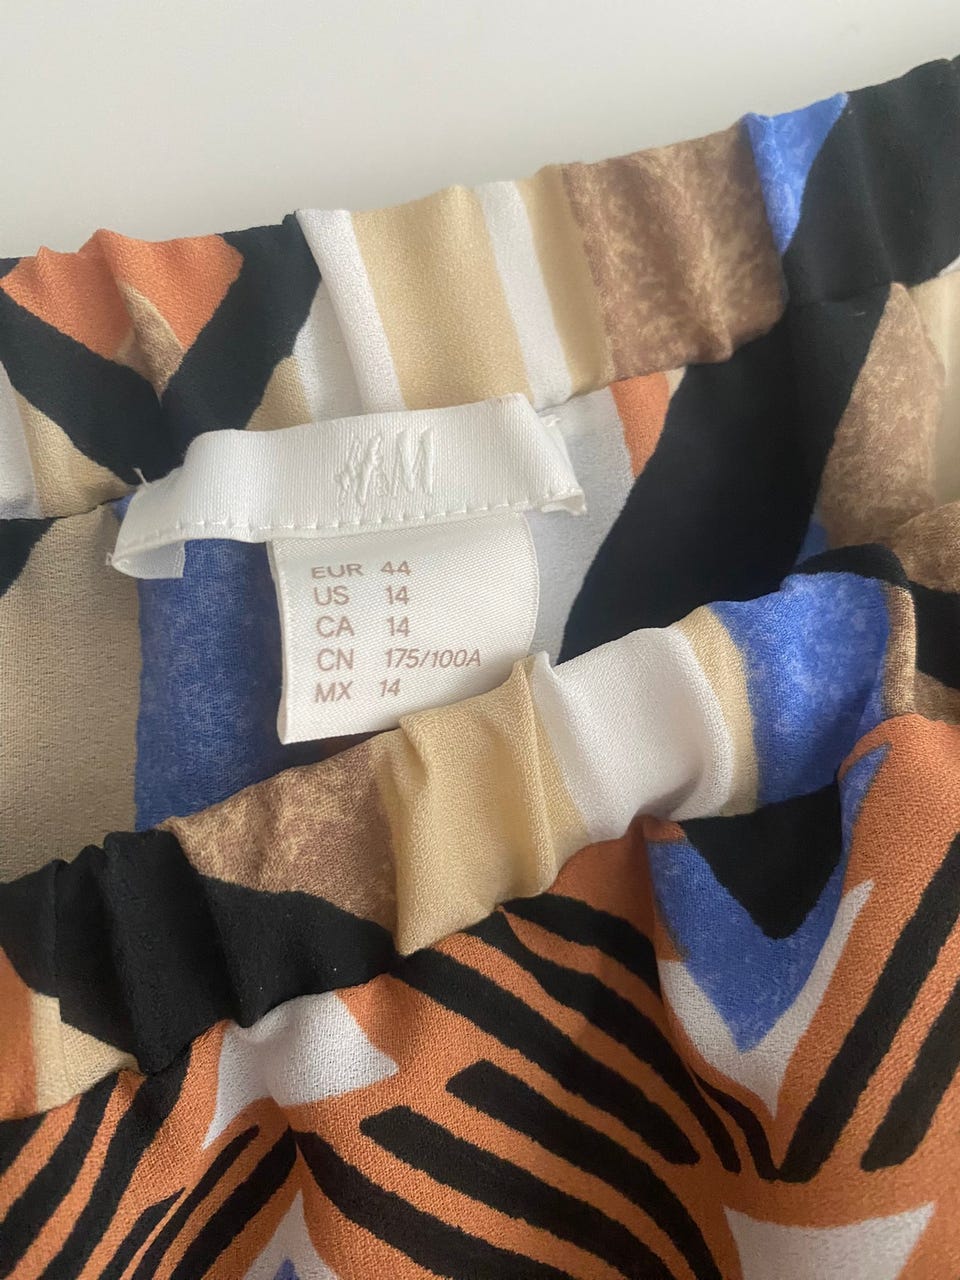 H&M
EUR 44
US 14
CA 14
CN 175/100A
MX 14